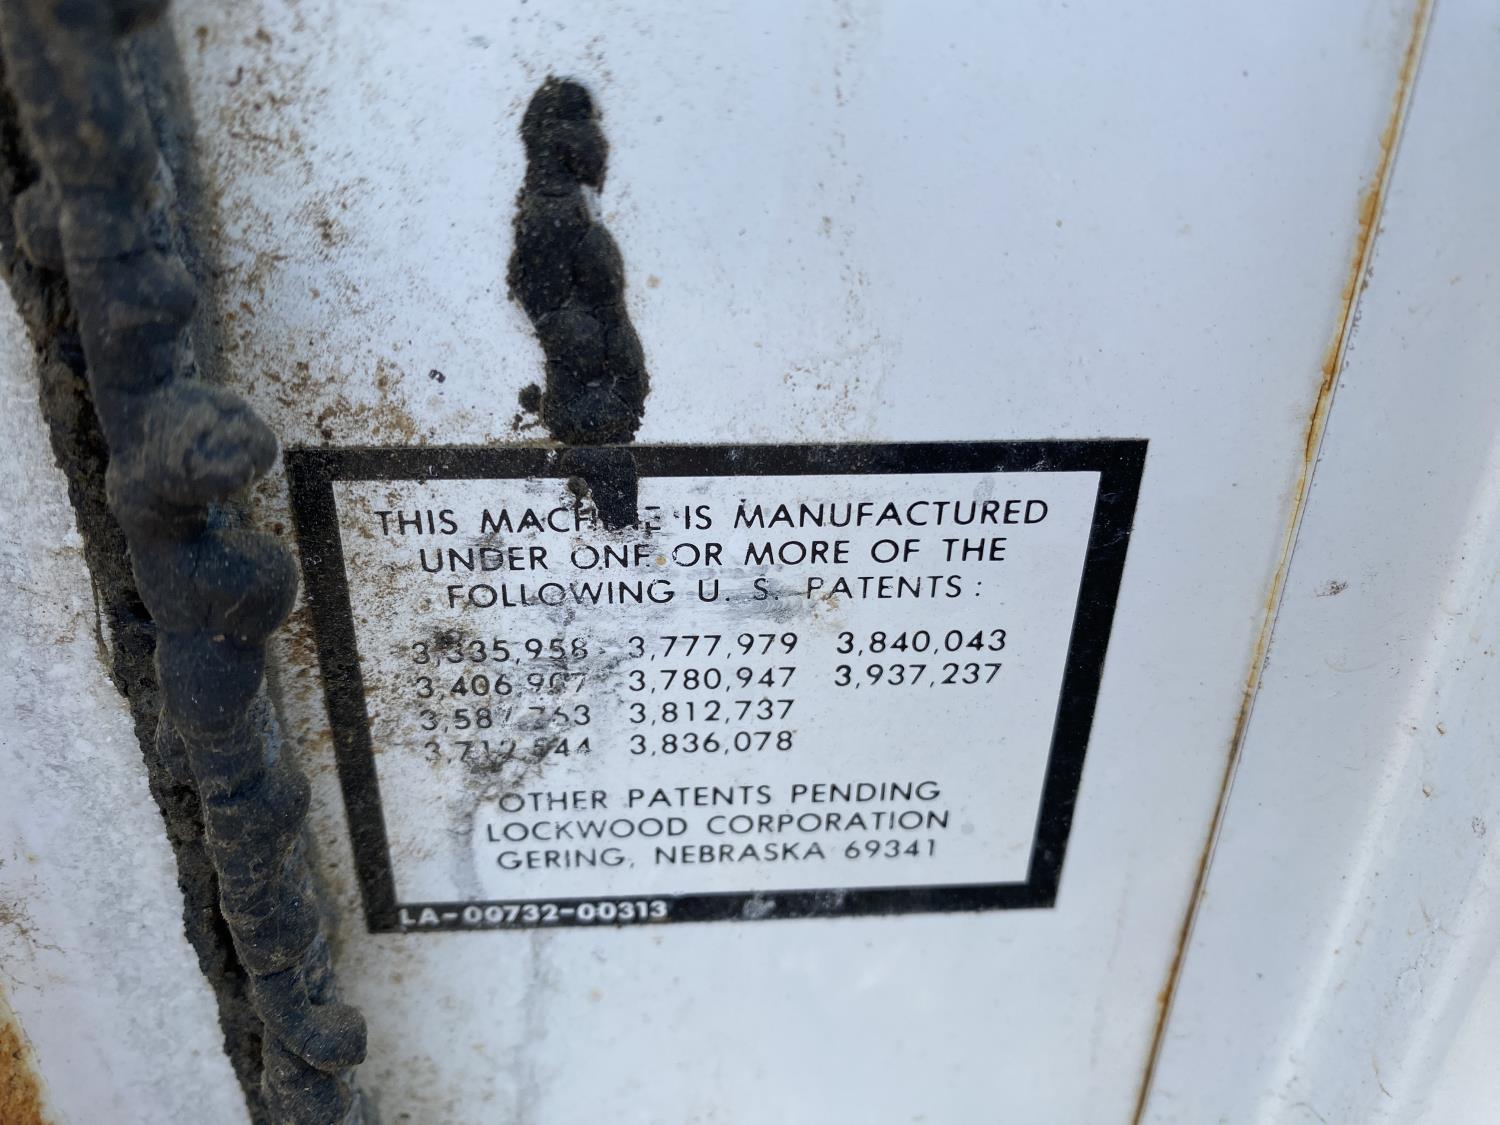 THIS MACHINE IS MANUFACTURED
UNDER ONE OR MORE OF THE
FOLLOWING U. S. PATENTS:
3,335,958 3,777,979 3,840,043
3,780,947 3,937,237
3,812,737
3,836,078
OTHER PATENTS PENDING
LOCKWOOD CORPORATION
GERING, NEBRASKA 69341
LA-00732-00313